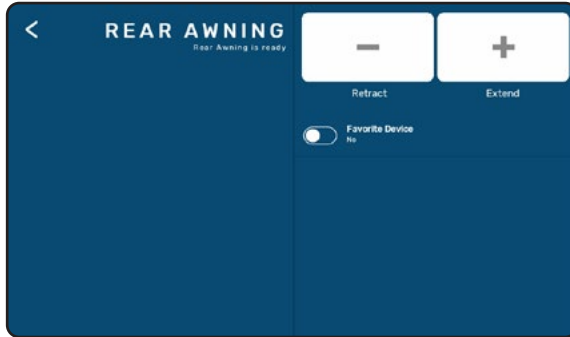 REAR AWNING
Rear Awning is ready
Retract
Extend
Favorite Device
No